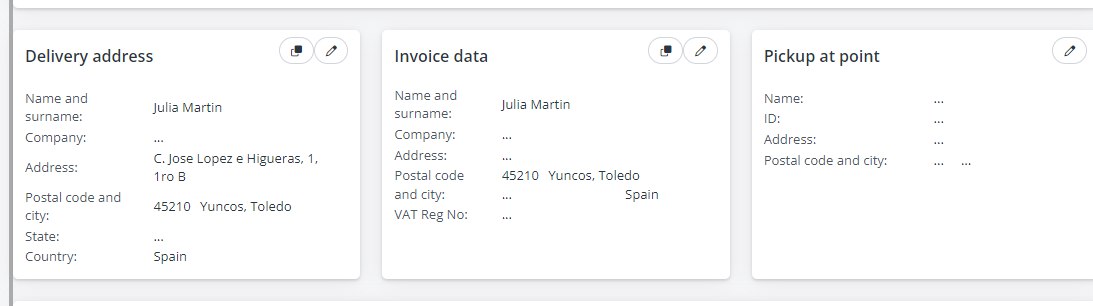 Delivery address
Name and
surname:
Julia Martin
Company:
...
Address:
C. Jose Lopez e Higueras, 1,
1ro B
Postal code and
city:
45210 Yuncos, Toledo
State:
...
Country:
Spain
Invoice data
Name and
surname:
Julia Martin
Company:
...
Address:
...
Postal code
and city:
45210 Yuncos, Toledo
... Spain
VAT Reg No:
...
Pickup at point
Name:
...
ID:
...
Address:
...
Postal code and city:
... ...